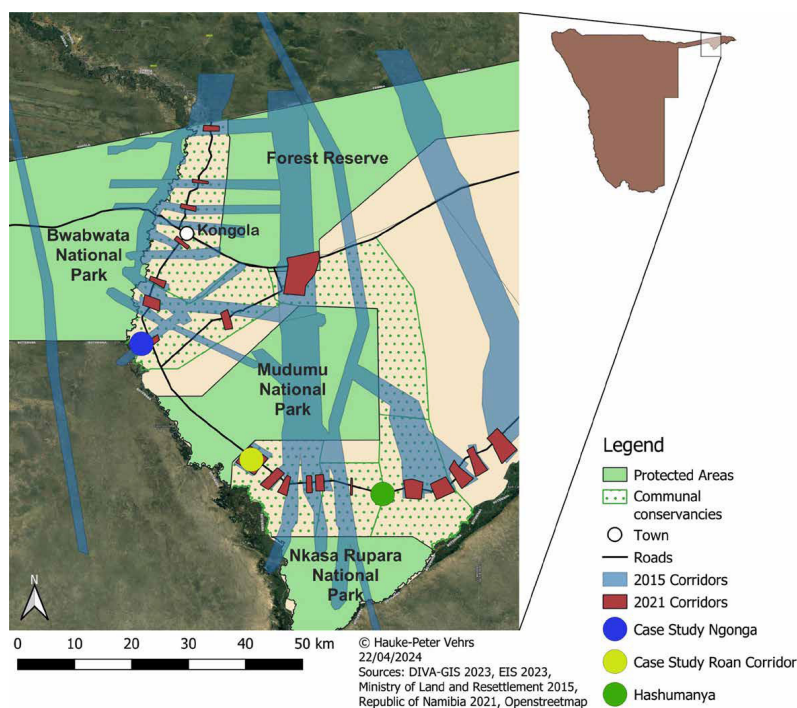 Forest Reserve
Kongola
Bwabwata
National
Park
Mudumu
National
Park
Nkasa Rupara
National
Park
N
0 10 20 30 40 50 km
Legend
Protected Areas
Communal
conservancies
Town
Roads
2015 Corridors
2021 Corridors
Case Study Ngonga
Case Study Roan Corridor
Hashumanya
© Hauke-Peter Vehrs
22/04/2024
Sources: DIVA-GIS 2023, EIS 2023,
Ministry of Land and Resettlement 2015,
Republic of Namibia 2021, Openstreetmap